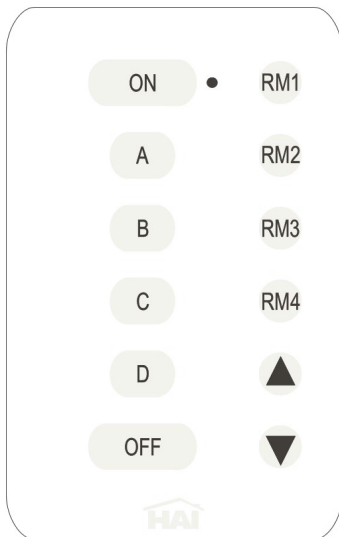 ON RM1
A RM2
B RM3
C RM4
D
OFF
HAI